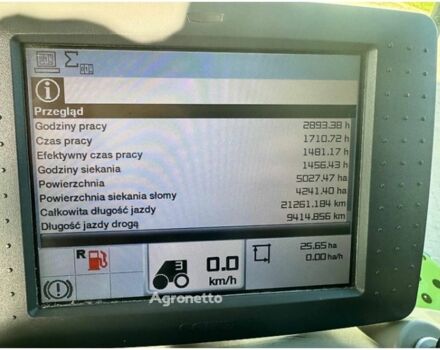 Przegląd
Godziny pracy 2893.38 h
Czas pracy 1710.72 h
Efektywny czas pracy 1481.17 h
Godziny siekania 1456.43 h
Powierzchnia 5027.47 ha
Powierzchnia siekania słomy 4241.40 ha
Całkowita długość jazdy 21261.184 km
Długość jazdy drogą 9414.856 km
R 3 0.0 km/h
25.65 ha
0.00 ha/h
Agronetto